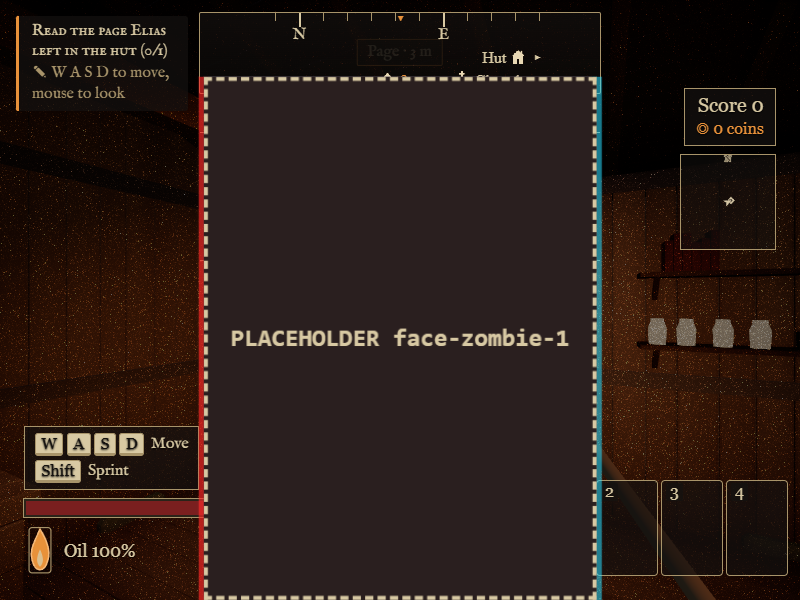 Read the page Elias
left in the hut (0/1)
W A S D to move,
mouse to look
N
E
Page · 3 m
Hut
Score 0
0 coins
PLACEHOLDER face-zombie-1
W A S D Move
Shift Sprint
Oil 100%
2
3
4